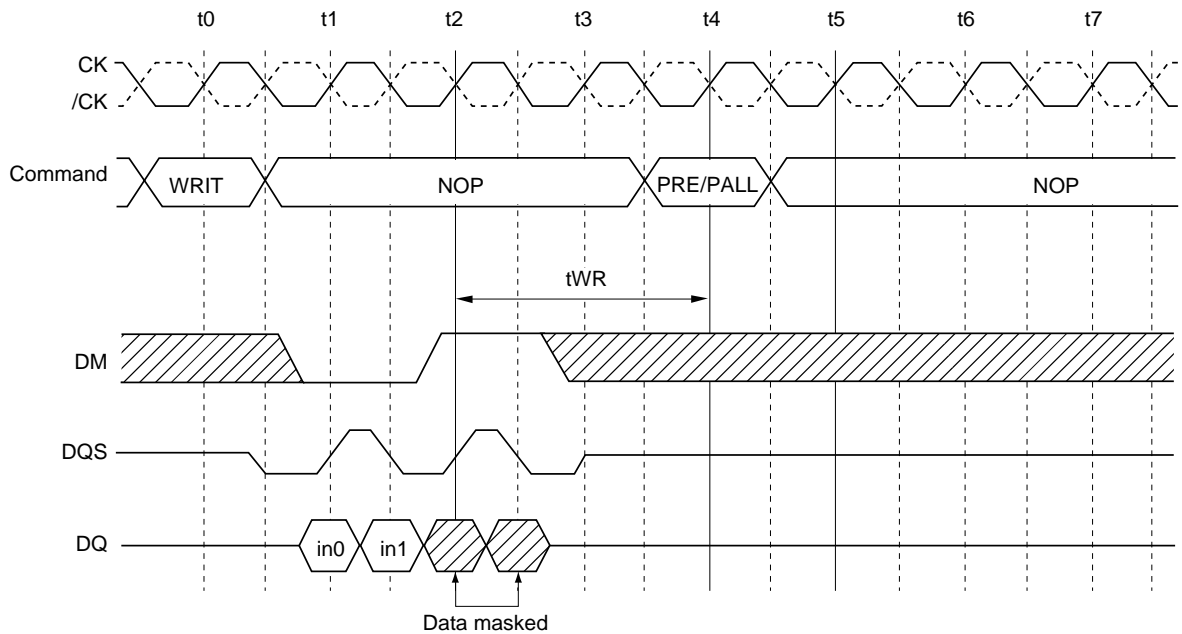 t0 t1 t2 t3 t4 t5 t6 t7
CK
/CK
Command WRIT NOP PRE/PALL NOP
tWR
DM
DQS
DQ in0 in1
Data masked